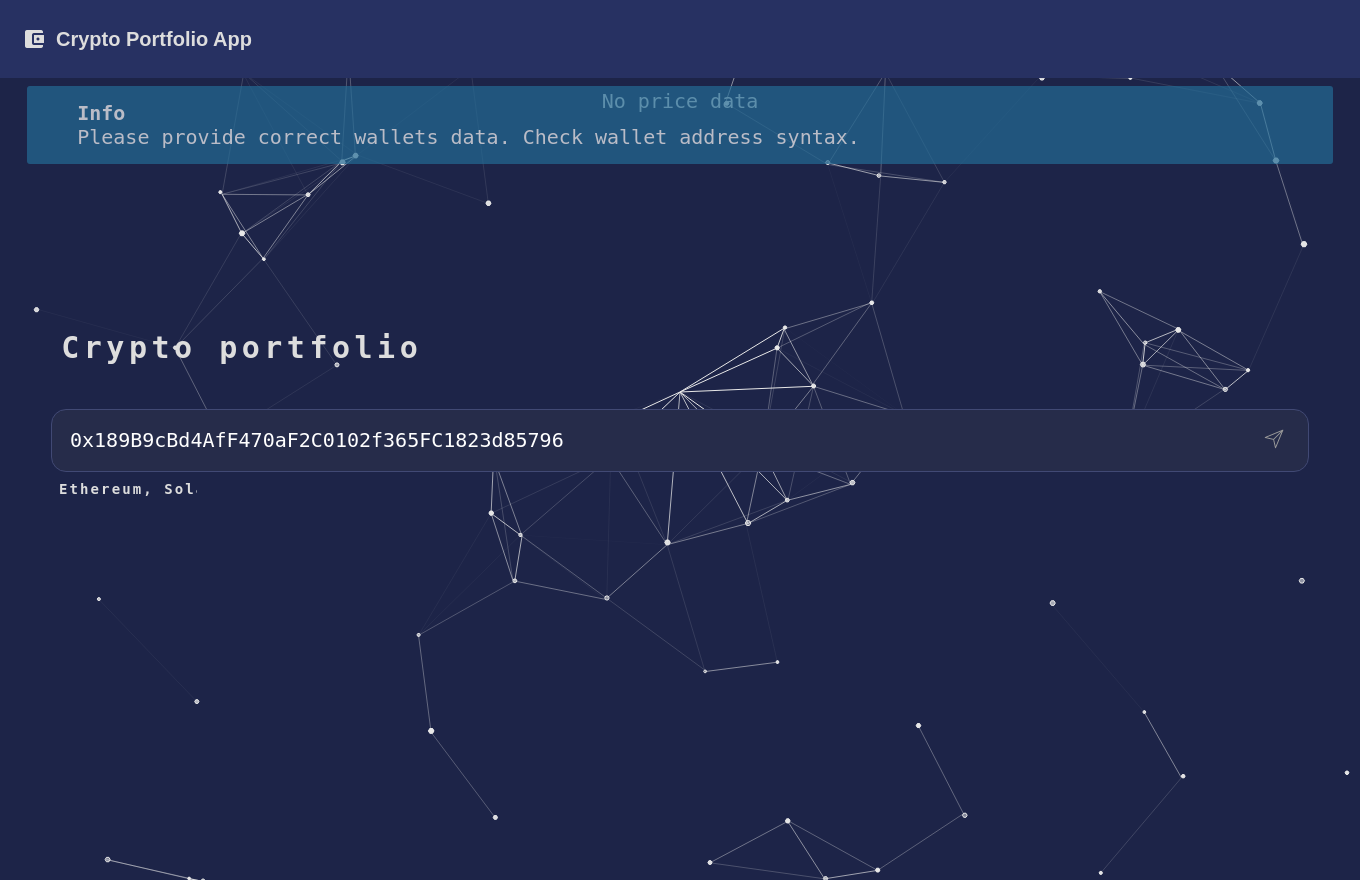 Crypto Portfolio App
No price data
Info
Please provide correct wallets data. Check wallet address syntax.
Crypto portfolio
0x189B9cBd4AfF470aF2C0102f365FC1823d85796
Ethereum, Sol